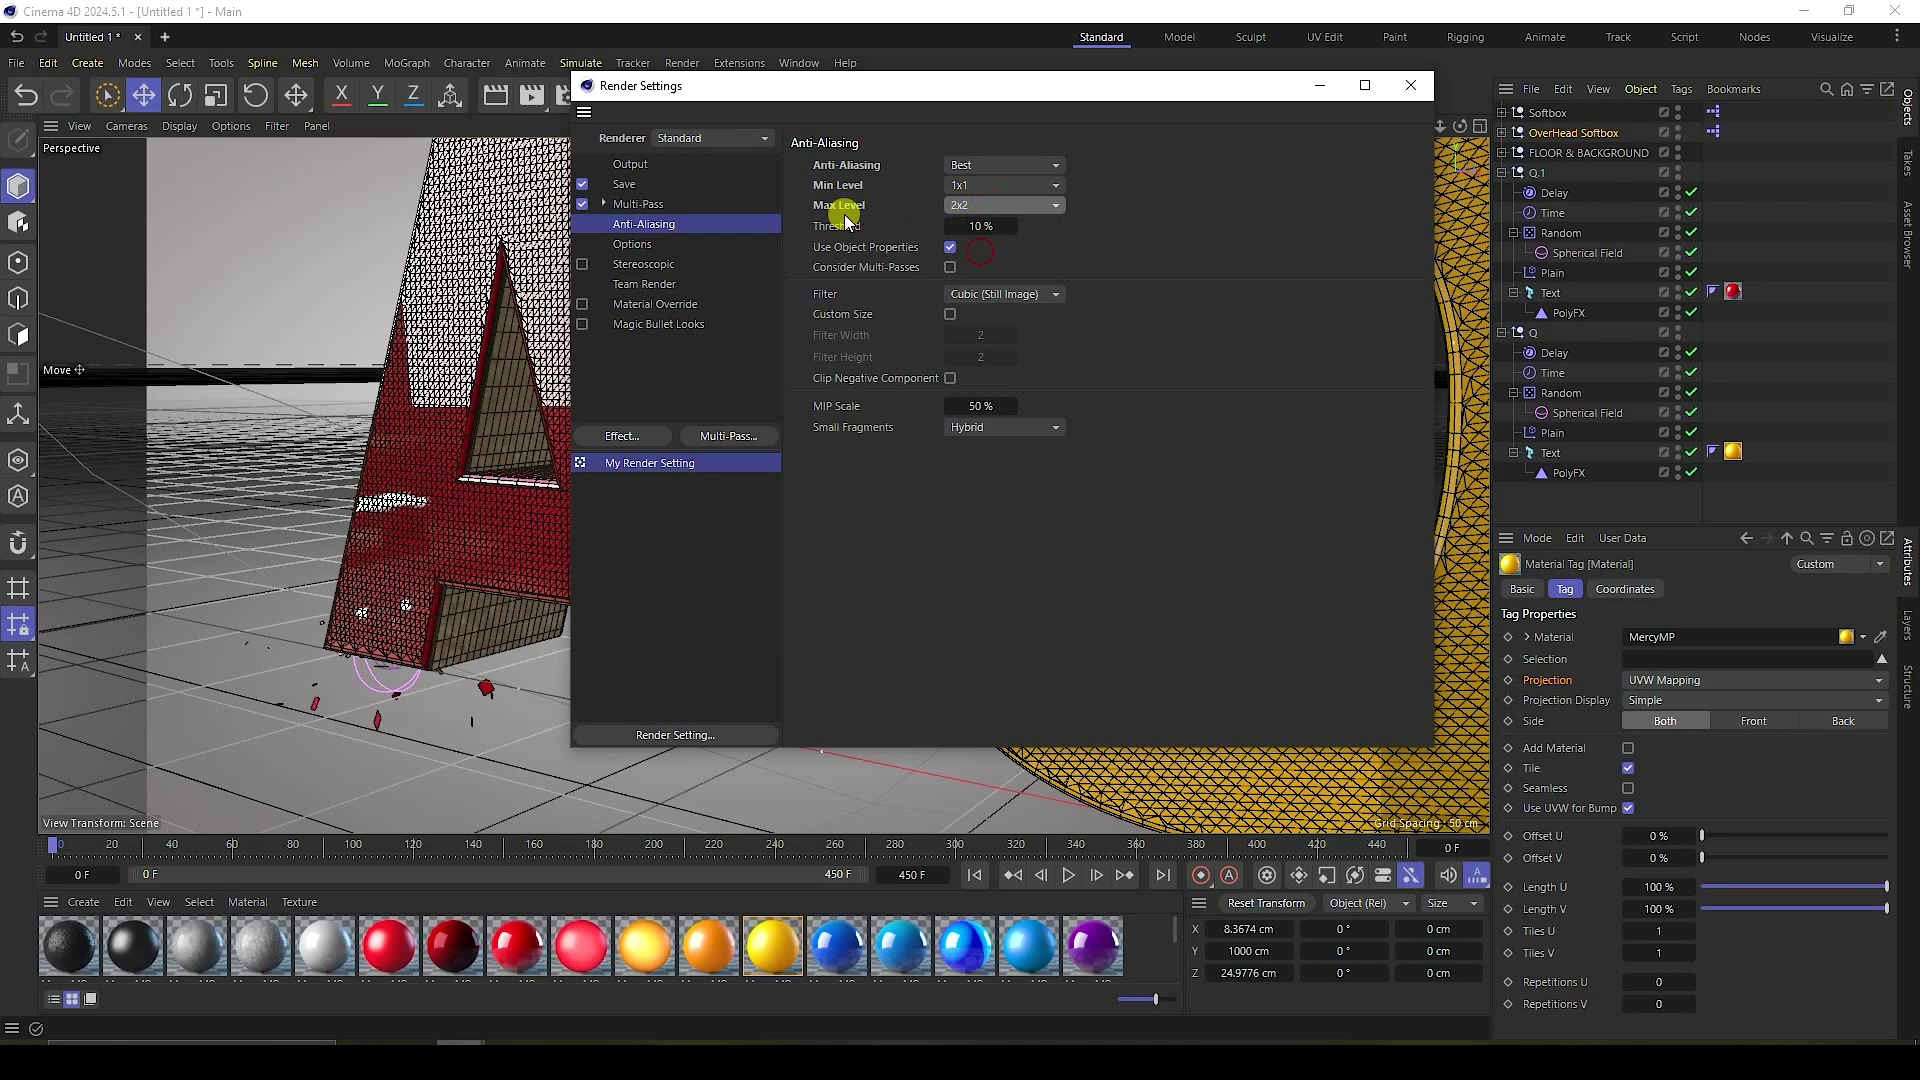 Cinema 4D 2024.5.1 - [Untitled 1 *] - Main
Untitled 1 *
Standard Model Sculpt UV Edit Paint Rigging Animate Track Script Nodes Visualize
File Edit Create Modes Select Tools Spline Mesh Volume MoGraph Character Animate Simulate Tracker Render Extensions Window Help
X Y Z
View Cameras Display Options Filter Panel
Perspective
Move
View Transform: Scene
Grid Spacing : 50 cm
Render Settings
Renderer Standard
Output
Save
Multi-Pass
Anti-Aliasing
Options
Stereoscopic
Team Render
Material Override
Magic Bullet Looks
Effect... Multi-Pass...
My Render Setting
Render Setting...
Anti-Aliasing
Anti-Aliasing Best
Min Level 1x1
Max Level 2x2
10 %
Use Object Properties
Consider Multi-Passes
Filter Cubic (Still Image)
Custom Size
Filter Width 2
Filter Height 2
Clip Negative Component
MIP Scale 50 %
Small Fragments Hybrid
File Edit View Object Tags Bookmarks
Softbox
OverHead Softbox
FLOOR & BACKGROUND
Q.1
Delay
Time
Random
Spherical Field
Plain
Text
PolyFX
Q
Delay
Time
Random
Spherical Field
Plain
Text
PolyFX
Objects
Takes
Asset Browser
Mode Edit User Data
Material Tag [Material] Custom
Basic Tag Coordinates
Tag Properties
Material MercyMP
Selection
Projection UVW Mapping
Projection Display Simple
Side Both Front Back
Add Material
Tile
Seamless
Use UVW for Bump
Offset U 0 %
Offset V 0 %
Length U 100 %
Length V 100 %
Tiles U 1
Tiles V 1
Repetitions U 0
Repetitions V 0
Attributes
Layers
Structure
0 20 40 60 80 100 120 140 160 180 200 220 240 260 280 300 320 340 360 380 400 420 440 0 F
0 F 0 F 450 F 450 F
Create Edit View Select Material Texture
Reset Transform Object (Rel) Size
X 8.3674 cm 0 ° 0 cm
Y 1000 cm 0 ° 0 cm
Z 24.9776 cm 0 ° 0 cm